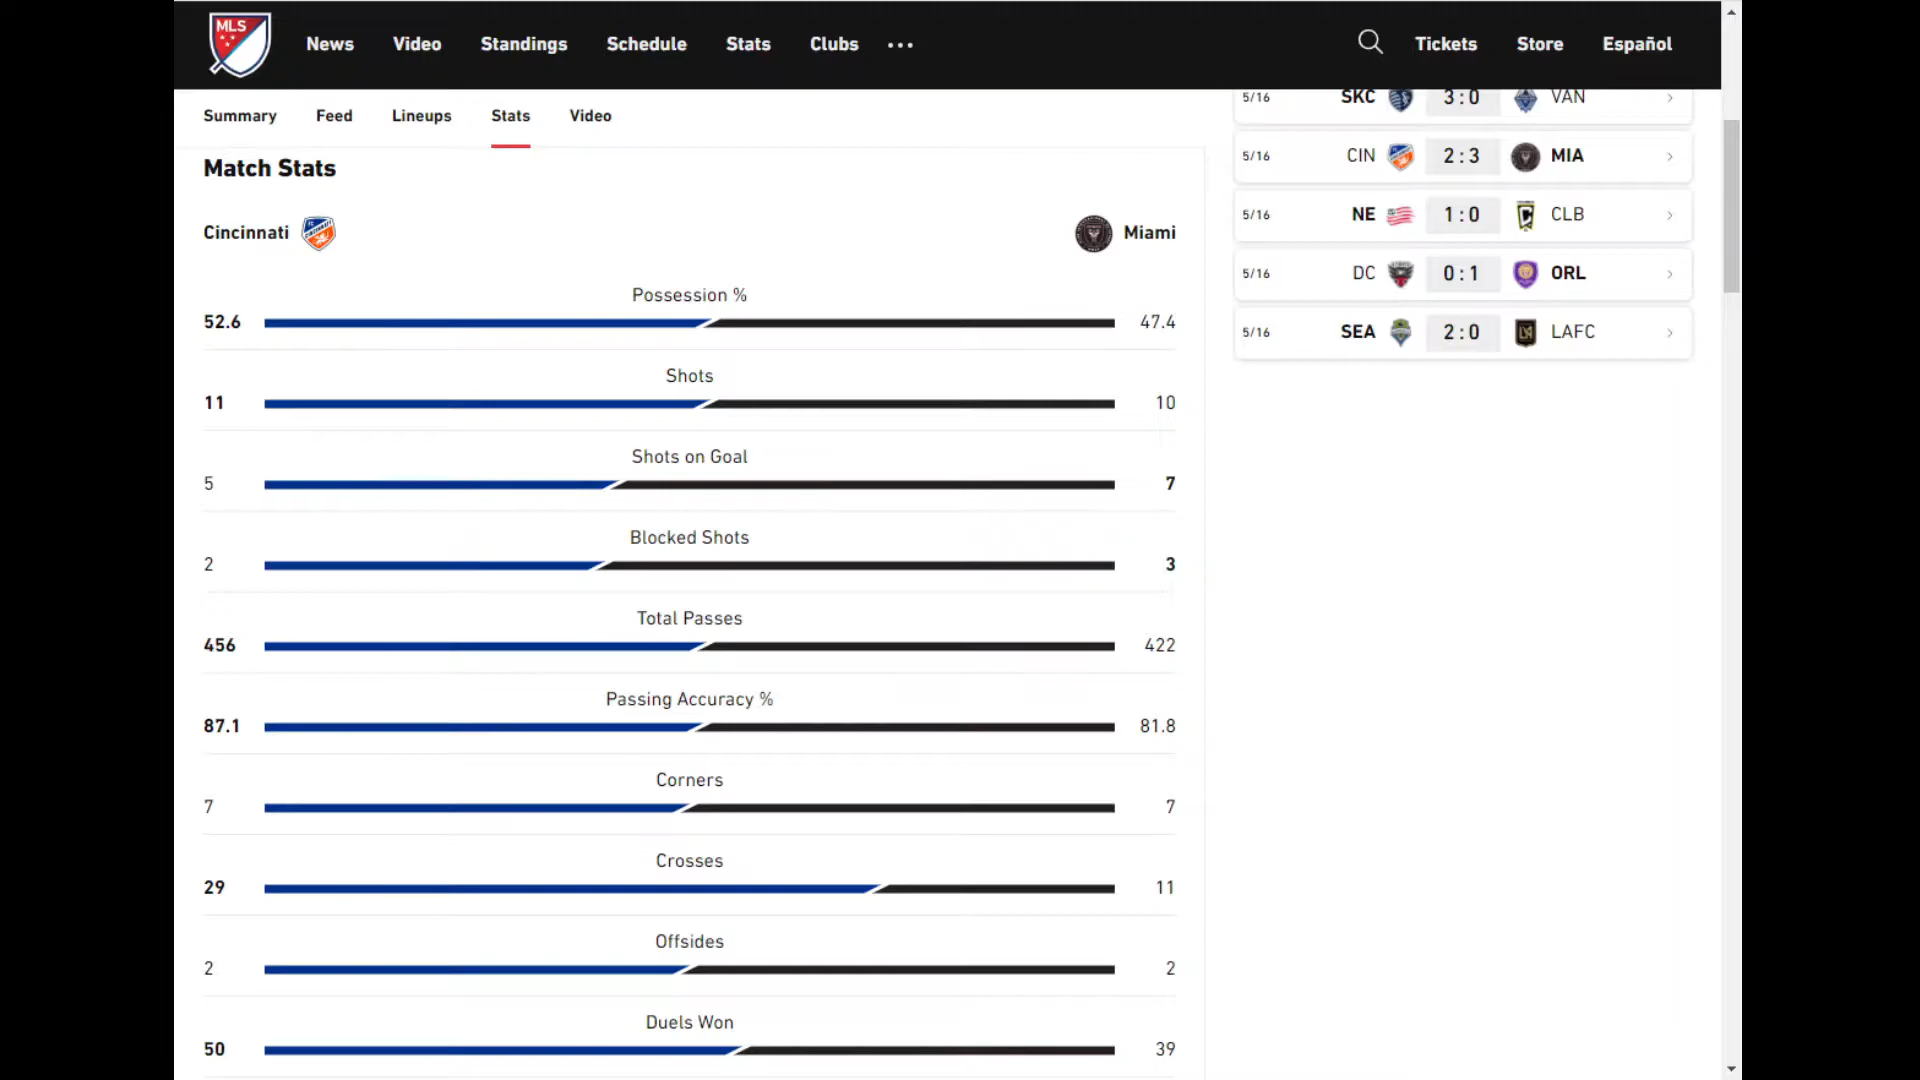 MLS
News Video Standings Schedule Stats Clubs
Tickets Store Español
Summary Feed Lineups Stats Video
Match Stats
Cincinnati Miami
Possession %
52.6 47.4
Shots
11 10
Shots on Goal
5 7
Blocked Shots
2 3
Total Passes
456 422
Passing Accuracy %
87.1 81.8
Corners
7 7
Crosses
29 11
Offsides
2 2
Duels Won
50 39
5/16 SKC 3 : 0 VAN
5/16 CIN 2 : 3 MIA
5/16 NE 1 : 0 CLB
5/16 DC 0 : 1 ORL
5/16 SEA 2 : 0 LAFC